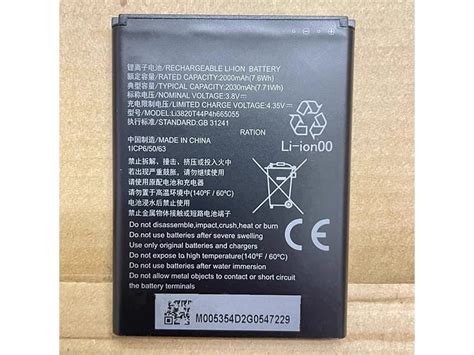 锂离子电池/RECHARGEABLE LI-ION BATTERY
额定容量/RATED CAPACITY:2000mAh(7.6Wh)
典型容量/TYPICAL CAPACITY:2030mAh(7.71Wh)
标称电压/NOMINAL VOLTAGE:3.8V
充电限制电压/LIMITED CHARGE VOLTAGE:4.35V
型号/MODEL:Li3820T44P4h665055
执行标准/STANDARD:GB 31241
RATION
中国制造/MADE IN CHINA
1ICP6/50/63
Li-ion00
禁止拆解、撞击、挤压或投入火中
若严重鼓胀,请勿继续使用
请使用原配电池和充电器
请勿置于高温环境中(140℉/60℃)
电池浸水后禁止使用
禁止金属物体接触或短路电池端子
Do not disassemble,impact,crush,heat or burn
Do not use batteries after severe swelling
Use only original batteries and chargers
Do not expose to high temperature(140℉/60℃)
Do not use batteries after water immersion
Do not allow metal objects to contact or short circuit
the battery terminals
CE
M005354D2G0547229